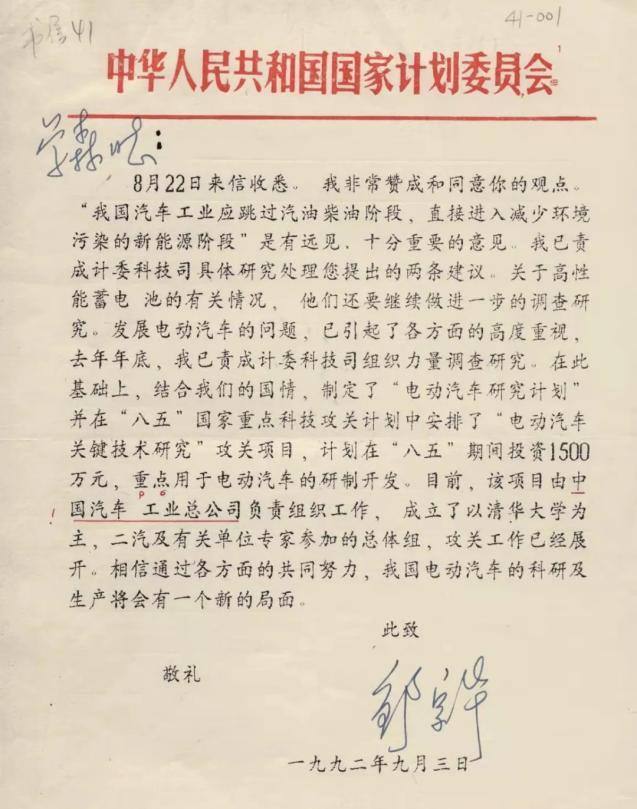 书信41
41-001
中华人民共和国国家计划委员会
学森同志:
8月22日来信收悉。我非常赞成和同意你的观点。
“我国汽车工业应跳过汽油柴油阶段，直接进入减少环境
污染的新能源阶段”是有远见、十分重要的意见。我已责
成计委科技司具体研究处理您提出的两条建议。关于高性
能蓄电 池的有关情况， 他们还要继续做进一步的调查研
究。发展电动汽车的问题，已引起了各方面的高度重视，
去年年底，我已责成计委科技司组织力量调查研究。在此
基础上，结合我们的国情，制定了“电动汽车研究计划”
并在“八五”国家重点科技攻关计划中安排了“电动汽车
关键技术研究”攻关项目，计划在“八五”期间投资1500
万元，重点用于电动汽车的研制开发。目前，该项目由中
国汽车 工业总公司负责组织工作， 成立了以清华大学为
主，二汽及有关单位专家参加的总体组，攻关工作已经展
开。相信通过各方面的共同努力，我国电动汽车的科研及
生产将会有一个新的局面。
此致
敬礼
邹家华
一九九二年九月三日